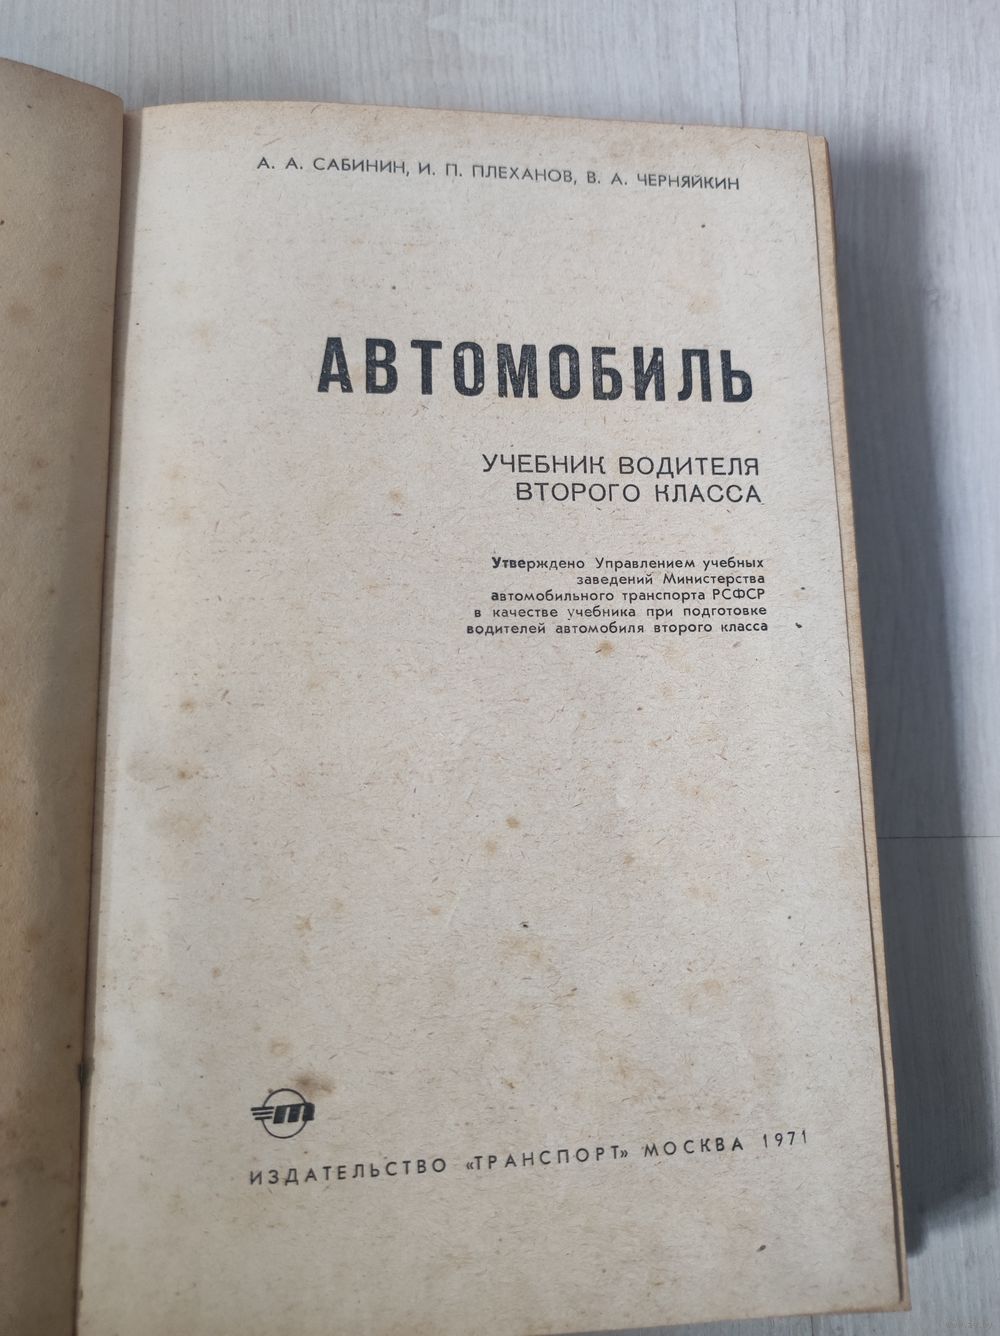 А. А. САБИНИН, И. П. ПЛЕХАНОВ, В. А. ЧЕРНЯЙКИН
АВТОМОБИЛЬ
УЧЕБНИК ВОДИТЕЛЯ
ВТОРОГО КЛАССА
Утверждено Управлением учебных
заведений Министерства
автомобильного транспорта РСФСР
в качестве учебника при подготовке
водителей автомобиля второго класса
т
ИЗДАТЕЛЬСТВО «ТРАНСПОРТ» МОСКВА 1971